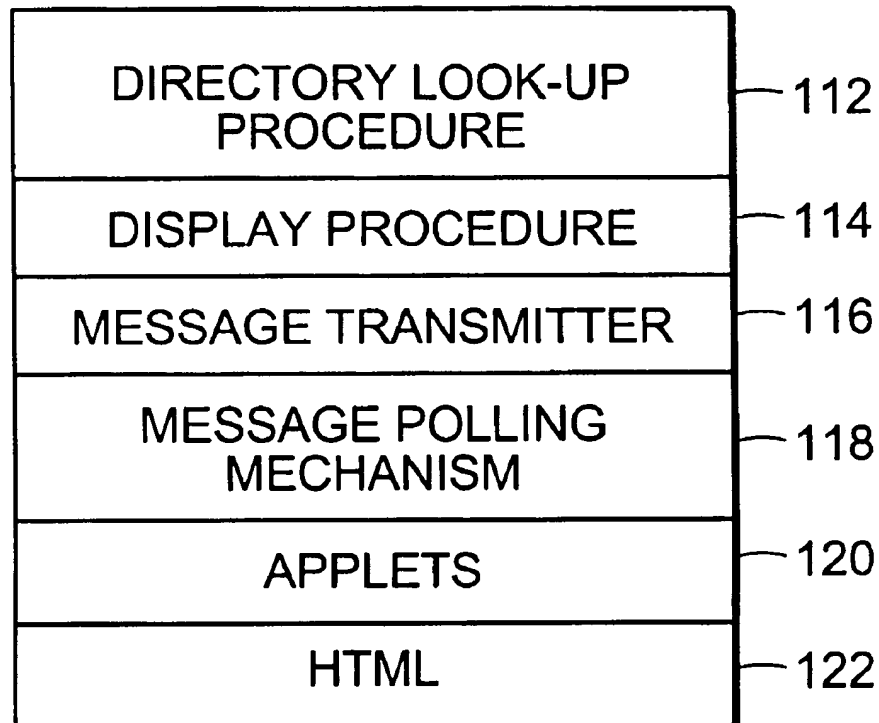 DIRECTORY LOOK-UP
PROCEDURE
112
DISPLAY PROCEDURE
114
MESSAGE TRANSMITTER
116
MESSAGE POLLING
MECHANISM
118
APPLETS
120
HTML
122